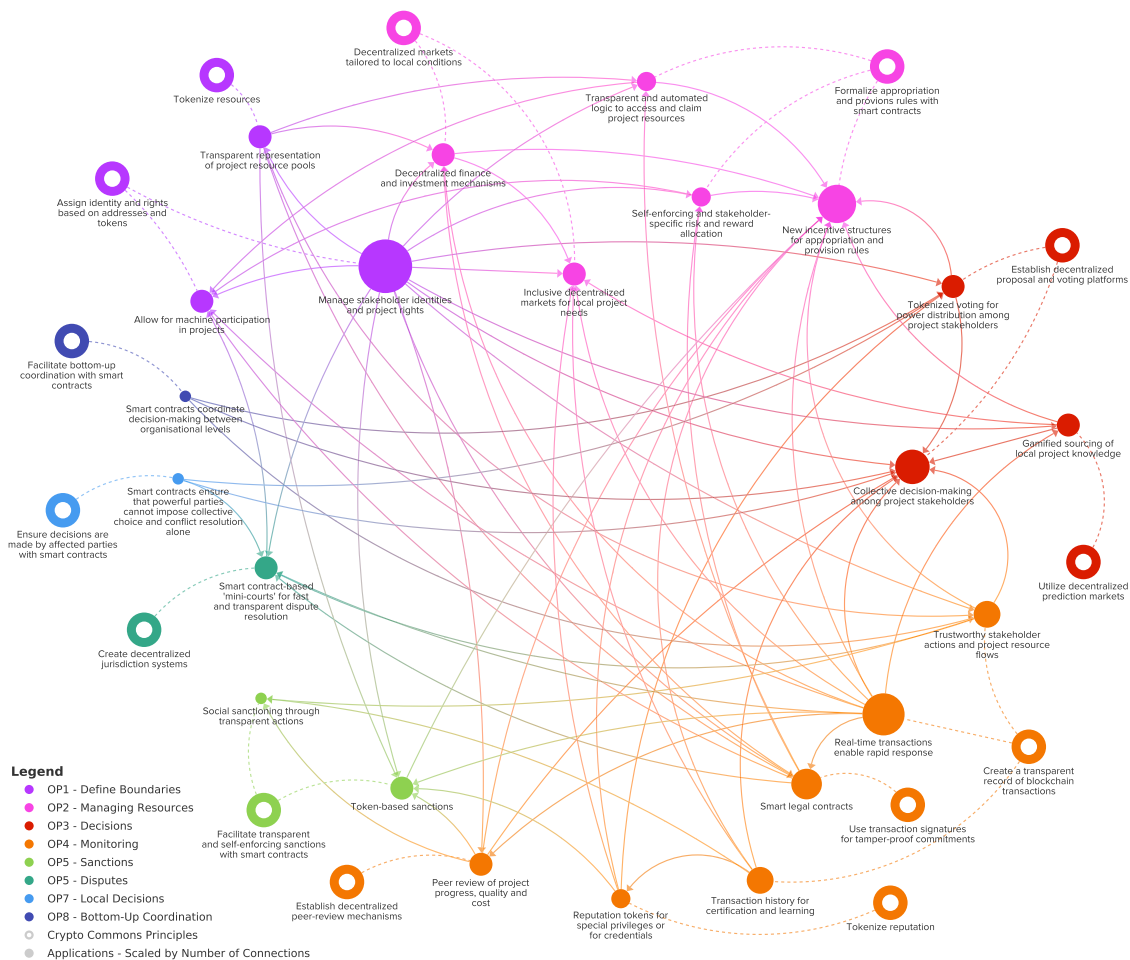 Decentralized markets
tailored to local conditions
Tokenize resources
Transparent and automated
logic to access and claim
project resources
Formalize appropriation
and provions rules with
smart contracts
Transparent representation
of project resource pools
Decentralized finance
and investment mechanisms
Assign identity and rights
based on addresses and
tokens
Self-enforcing and stakeholder-
specific risk and reward
allocation
New incentive structures
for appropriation and
provision rules
Establish decentralized
proposal and voting platforms
Manage stakeholder identities
and project rights
Inclusive decentralized
markets for local project
needs
Tokenized voting for
power distribution among
project stakeholders
Allow for machine participation
in projects
Facilitate bottom-up
coordination with smart
contracts
Smart contracts coordinate
decision-making between
organisational levels
Gamified sourcing of
local project knowledge
Collective decision-making
among project stakeholders
Smart contracts ensure
that powerful parties
cannot impose collective
choice and conflict resolution
alone
Ensure decisions are
made by affected parties
with smart contracts
Smart contract-based
'mini-courts' for fast
and transparent dispute
resolution
Utilize decentralized
prediction markets
Create decentralized
jurisdiction systems
Trustworthy stakeholder
actions and project resource
flows
Social sanctioning through
transparent actions
Real-time transactions
enable rapid response
Create a transparent
record of blockchain
transactions
Token-based sanctions
Smart legal contracts
Use transaction signatures
for tamper-proof commitments
Facilitate transparent
and self-enforcing sanctions
with smart contracts
Peer review of project
progress, quality and
cost
Establish decentralized
peer-review mechanisms
Reputation tokens for
special privileges or
for credentials
Transaction history for
certification and learning
Tokenize reputation
Legend
OP1 - Define Boundaries
OP2 - Managing Resources
OP3 - Decisions
OP4 - Monitoring
OP5 - Sanctions
OP5 - Disputes
OP7 - Local Decisions
OP8 - Bottom-Up Coordination
Crypto Commons Principles
Applications - Scaled by Number of Connections